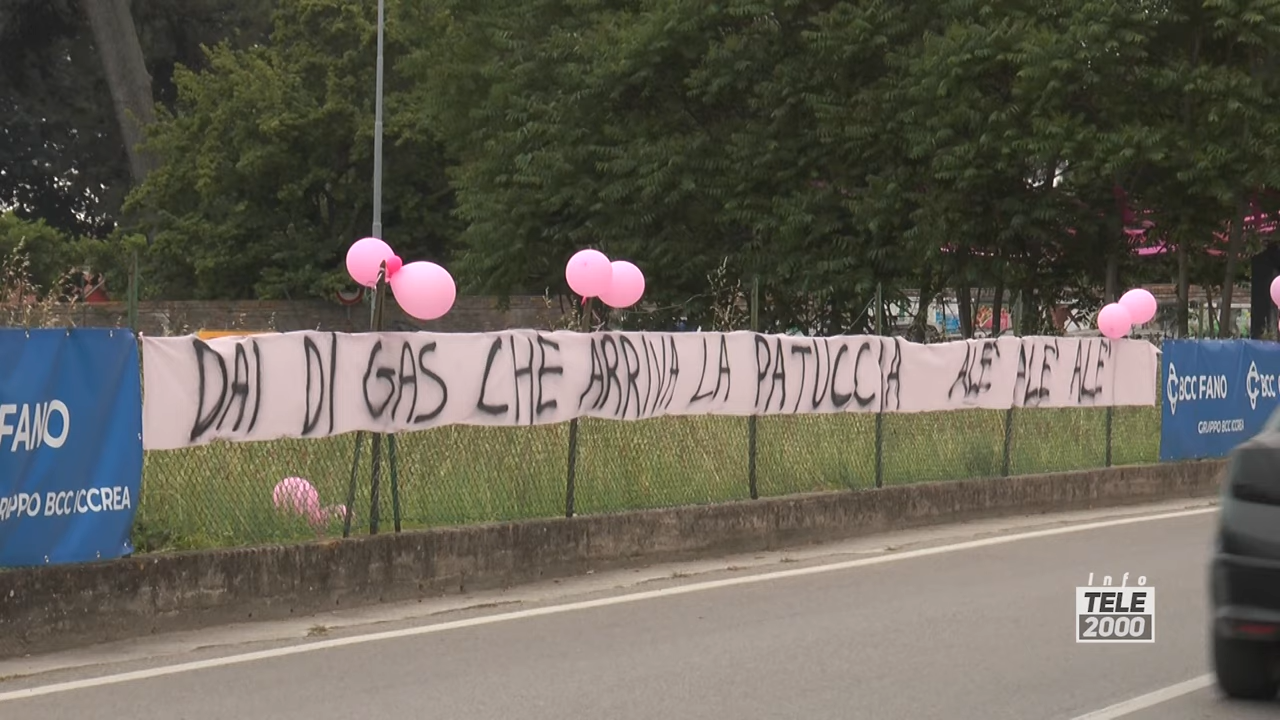 FANO
GRUPPO BCC ICCREA
DAI DI GAS CHE ARRIVA LA PATUCCIA ALE' ALE' ALE'
BCC FANO
GRUPPO BCC ICCREA
BCC
Info
TELE
2000